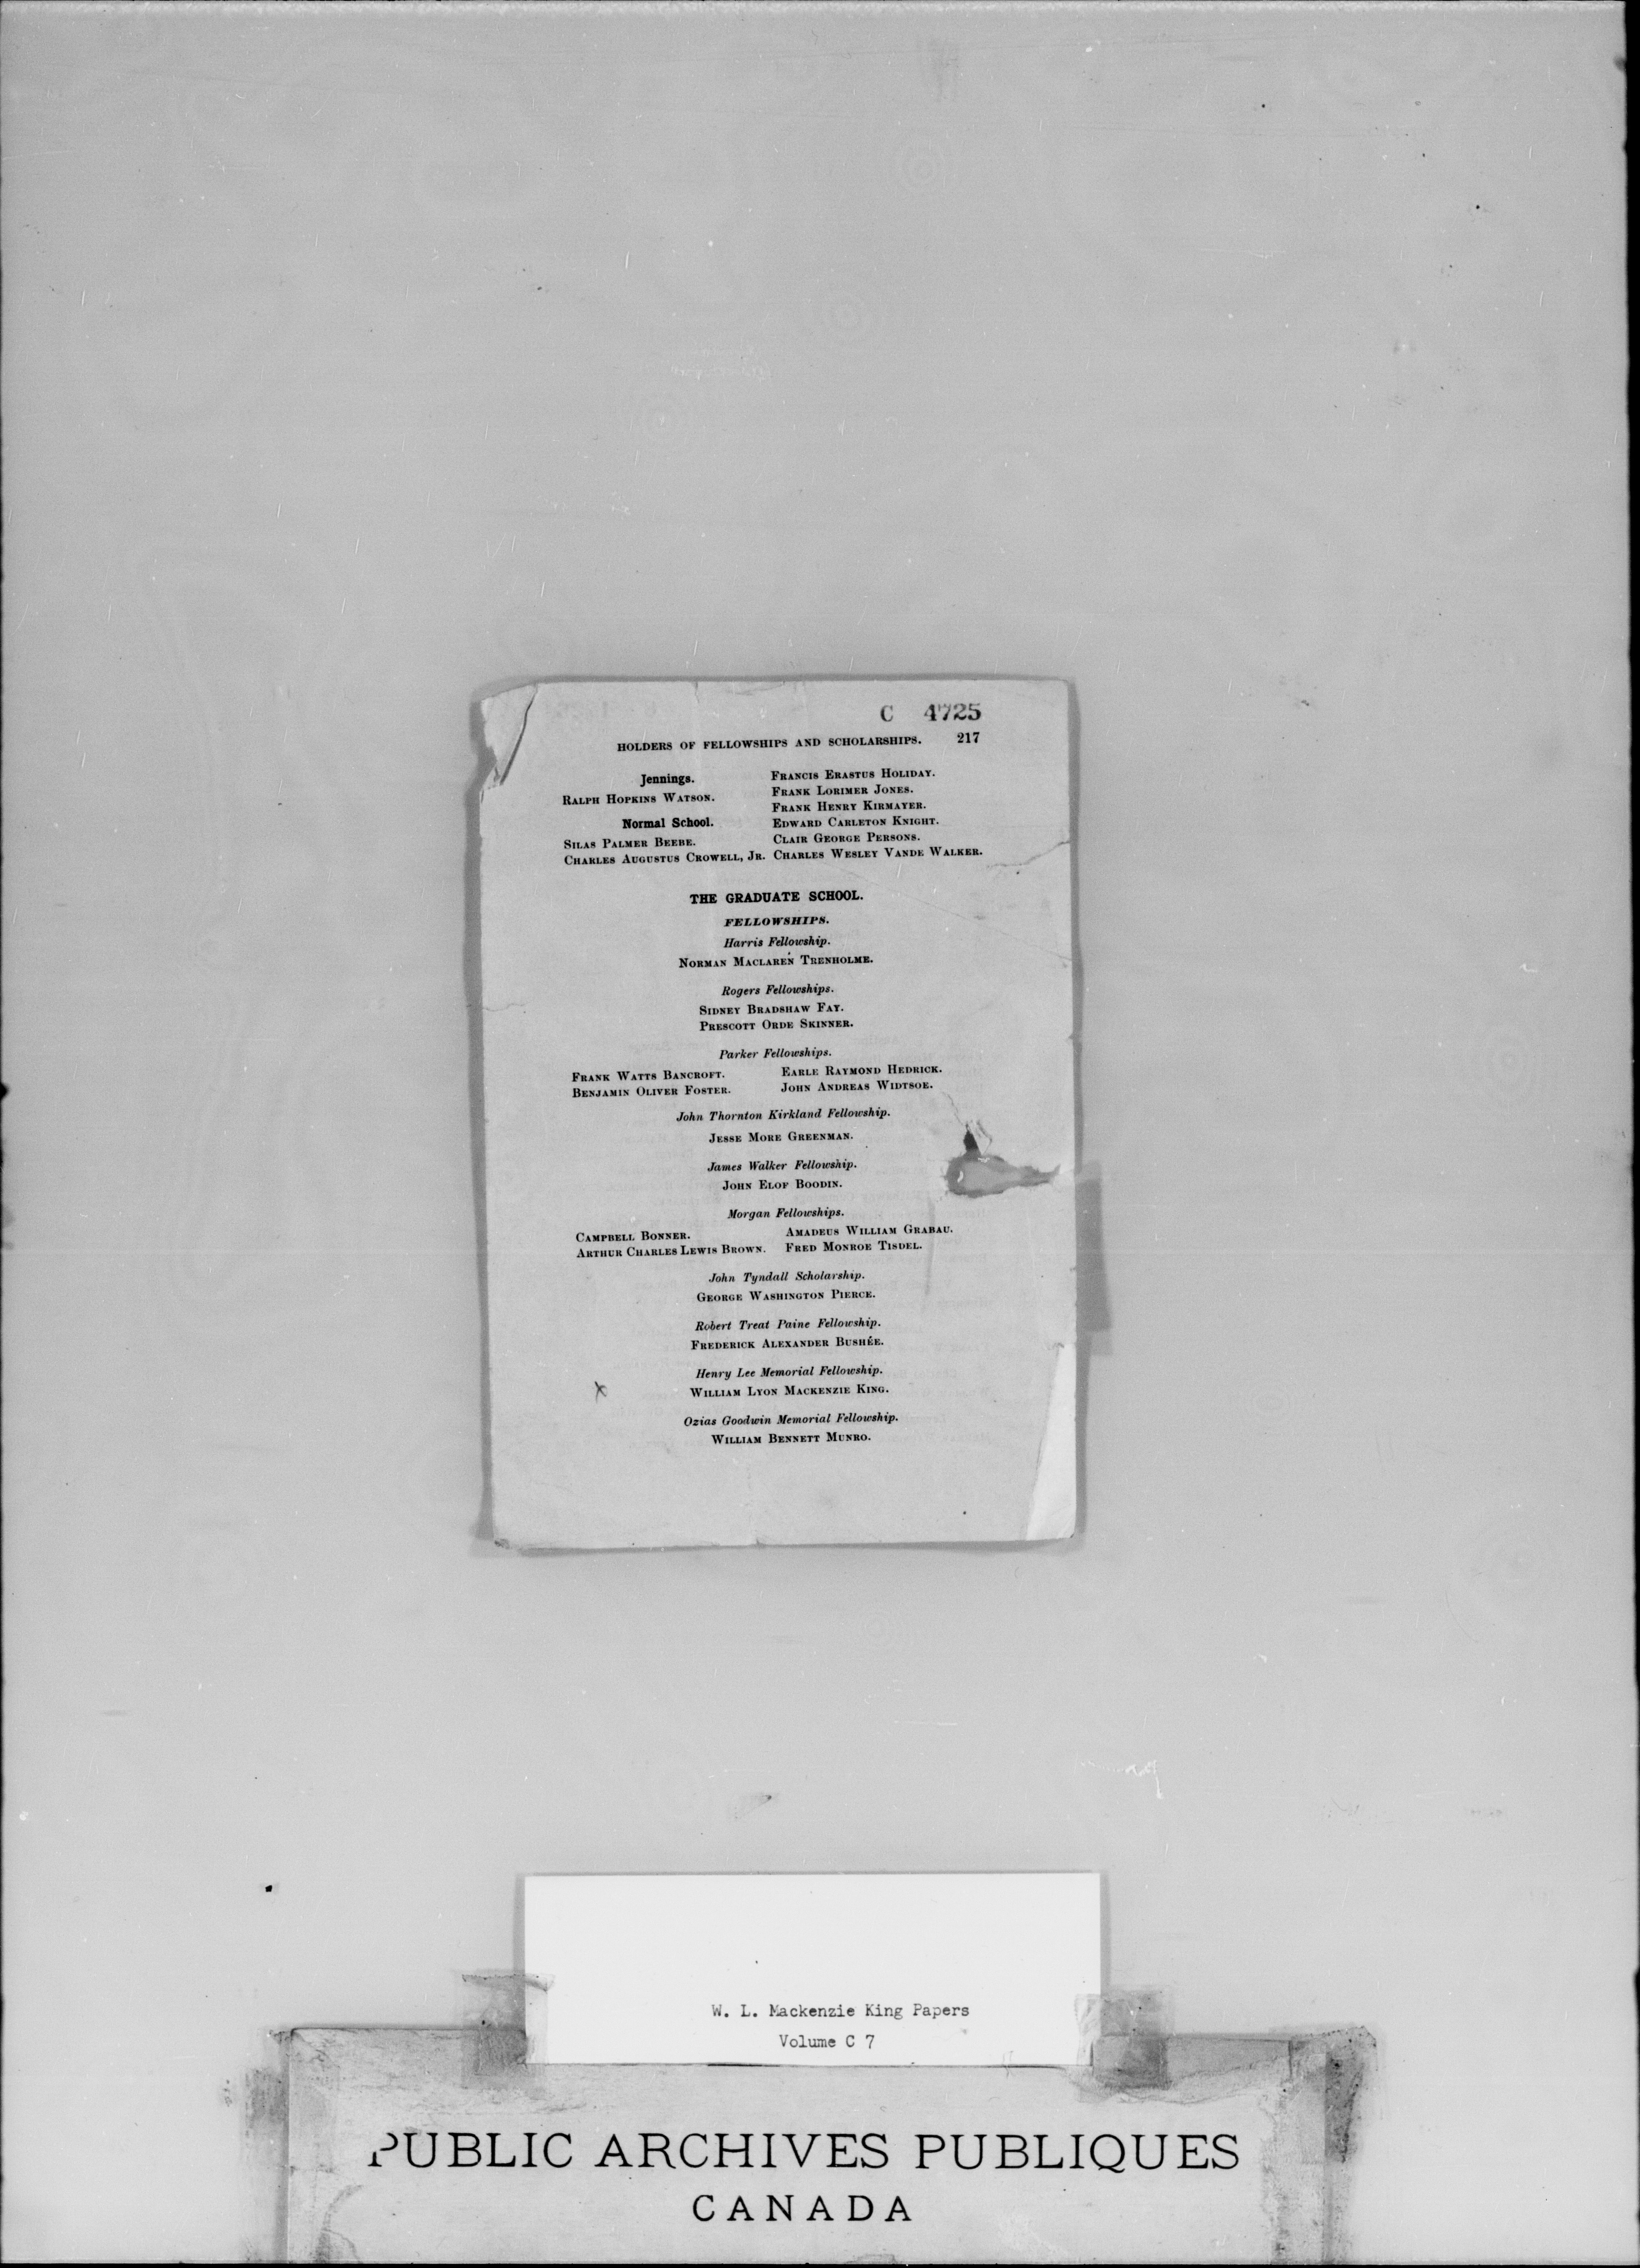 C 4725
HOLDERS OF FELLOWSHIPS AND SCHOLARSHIPS. 217
Jennings.
RALPH HOPKINS WATSON.
Normal School.
SILAS PALMER BEEBE.
CHARLES AUGUSTUS CROWELL, JR.
FRANCIS ERASTUS HOLIDAY.
FRANK LORIMER JONES.
FRANK HENRY KIRMAYER.
EDWARD CARLETON KNIGHT.
CLAIR GEORGE PERSONS.
CHARLES WESLEY VANDE WALKER.
THE GRADUATE SCHOOL.
FELLOWSHIPS.
Harris Fellowship.
NORMAN MACLAREN TRENHOLME.
Rogers Fellowships.
SIDNEY BRADSHAW FAY.
PRESCOTT ORDE SKINNER.
Parker Fellowships.
FRANK WATTS BANCROFT.
BENJAMIN OLIVER FOSTER.
EARLE RAYMOND HEDRICK.
JOHN ANDREAS WIDTSOE.
John Thornton Kirkland Fellowship.
JESSE MORE GREENMAN.
James Walker Fellowship.
JOHN ELOF BOODIN.
Morgan Fellowships.
CAMPBELL BONNER.
ARTHUR CHARLES LEWIS BROWN.
AMADEUS WILLIAM GRABAU.
FRED MONROE TISDEL.
John Tyndall Scholarship.
GEORGE WASHINGTON PIERCE.
Robert Treat Paine Fellowship.
FREDERICK ALEXANDER BUSHÉE.
Henry Lee Memorial Fellowship.
x WILLIAM LYON MACKENZIE KING.
Ozias Goodwin Memorial Fellowship.
WILLIAM BENNETT MUNRO.
W. L. Mackenzie King Papers
Volume C 7
PUBLIC ARCHIVES PUBLIQUES
CANADA